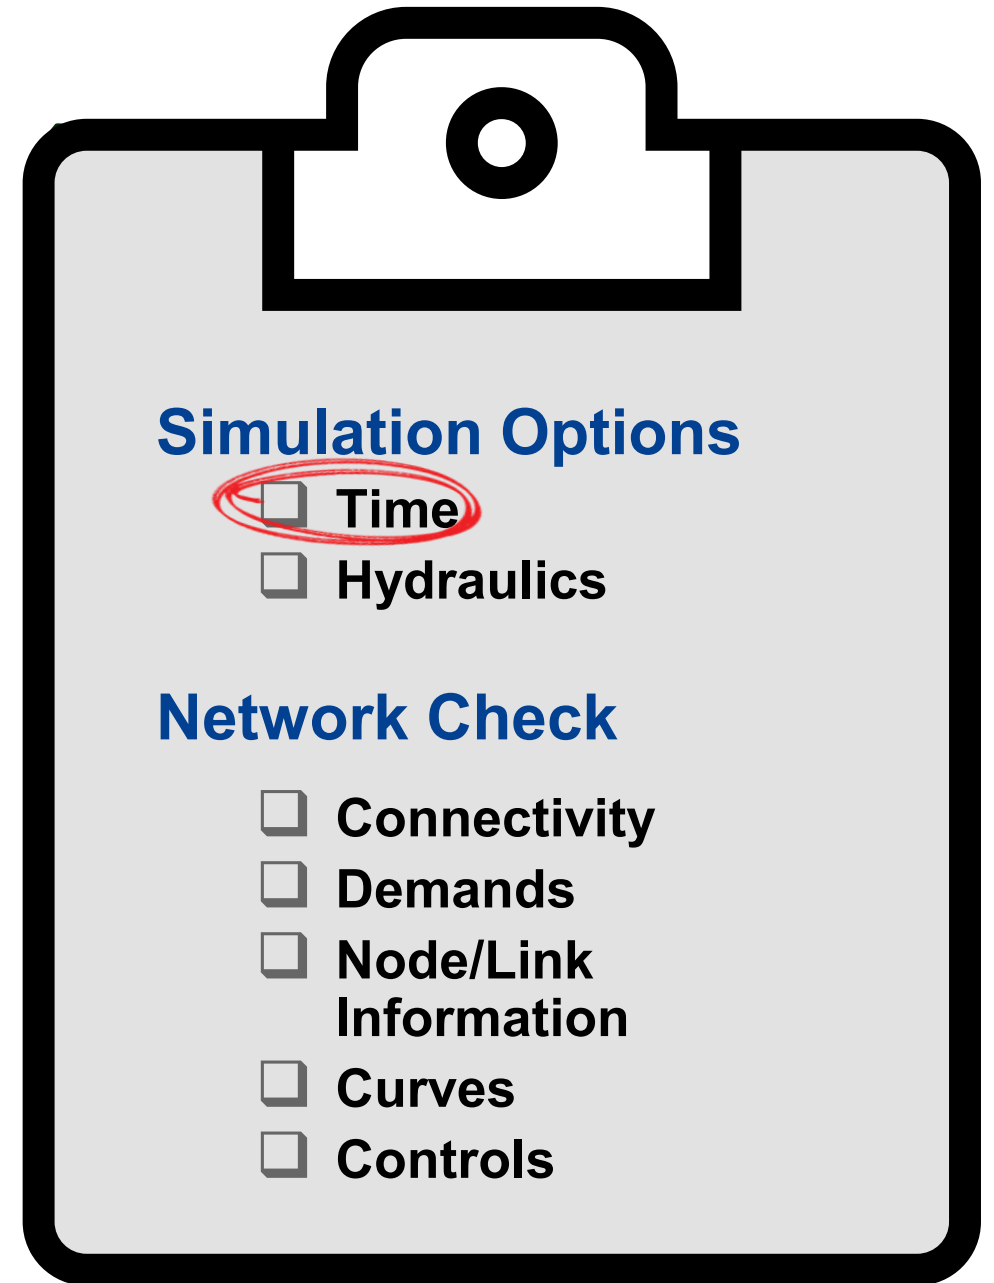 Simulation Options
Time
Hydraulics
Network Check
Connectivity
Demands
Node/Link
Information
Curves
Controls